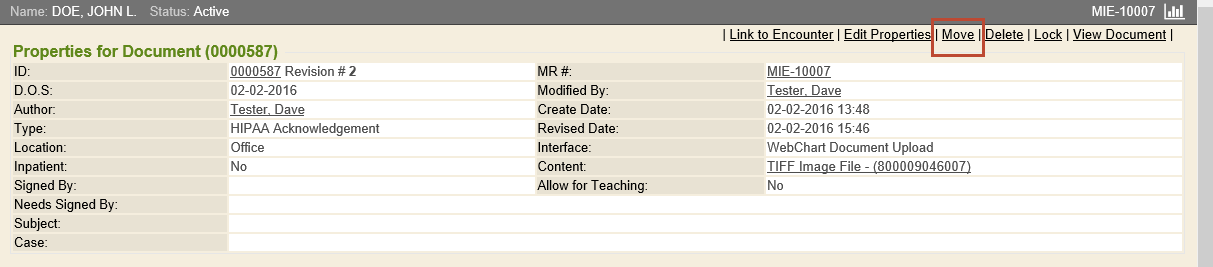 Name: DOE, JOHN L. Status: Active MIE-10007
| Link to Encounter | Edit Properties | Move | Delete | Lock | View Document |
Properties for Document (0000587)
ID: 0000587 Revision # 2 MR #: MIE-10007
D.O.S: 02-02-2016 Modified By: Tester, Dave
Author: Tester, Dave Create Date: 02-02-2016 13:48
Type: HIPAA Acknowledgement Revised Date: 02-02-2016 15:46
Location: Office Interface: WebChart Document Upload
Inpatient: No Content: TIFF Image File - (800009046007)
Signed By: Allow for Teaching: No
Needs Signed By:
Subject:
Case: